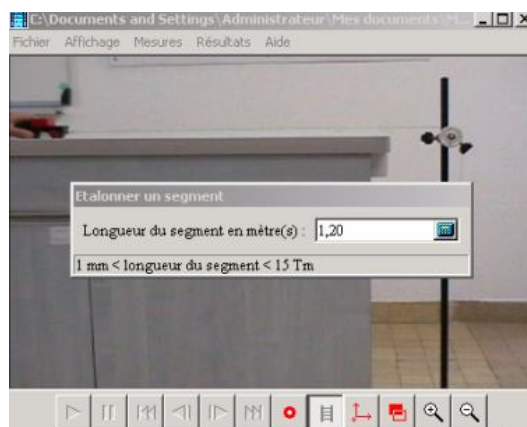 C:\Documents and Settings\Administrateur\Mes documents\M...
Fichier Affichage Mesures Résultats Aide
Etalonner un segment
Longueur du segment en mètre(s) : 1,20
1 mm < longueur du segment < 15 Tm